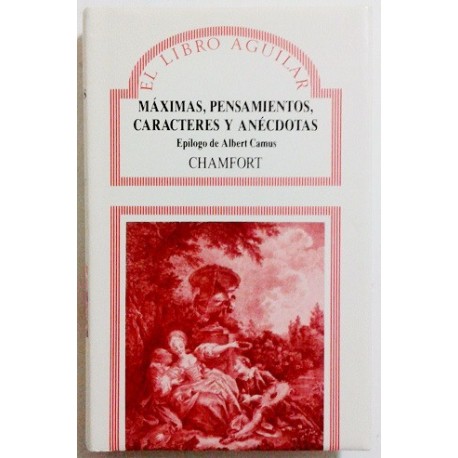 EL LIBRO AGUILAR
MÁXIMAS, PENSAMIENTOS,
CARACTERES Y ANÉCDOTAS
Epílogo de Albert Camus
CHAMFORT